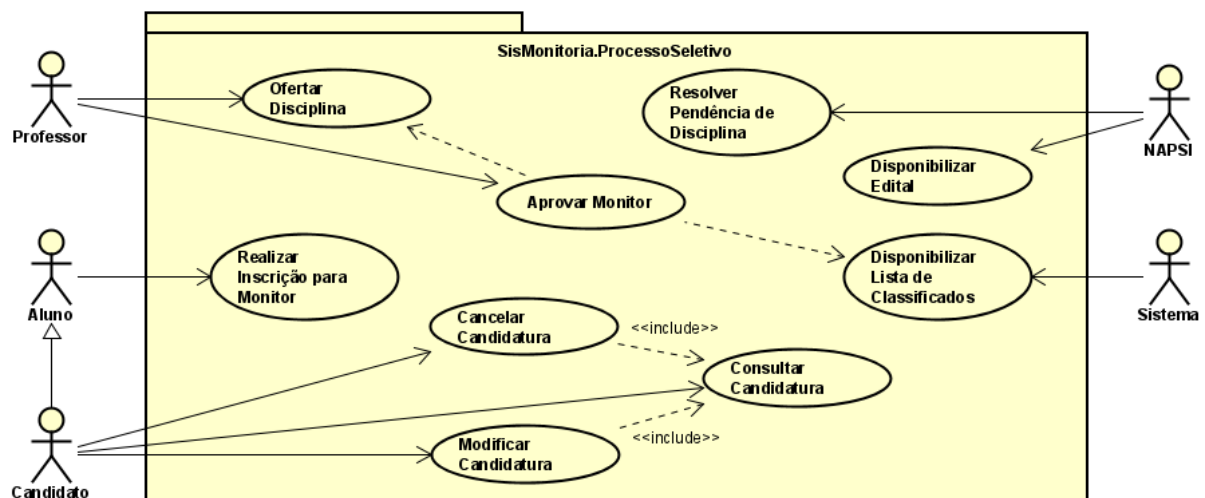 SisMonitoria.ProcessoSeletivo
Professor
Ofertar
Disciplina
Resolver
Pendência de
Disciplina
NAPSI
Disponibilizar
Edital
Aprovar Monitor
Aluno
Realizar
Inscrição para
Monitor
Disponibilizar
Lista de
Classificados
Sistema
Cancelar
Candidatura
<<include>>
Consultar
Candidatura
<<include>>
Modificar
Candidatura
Candidato